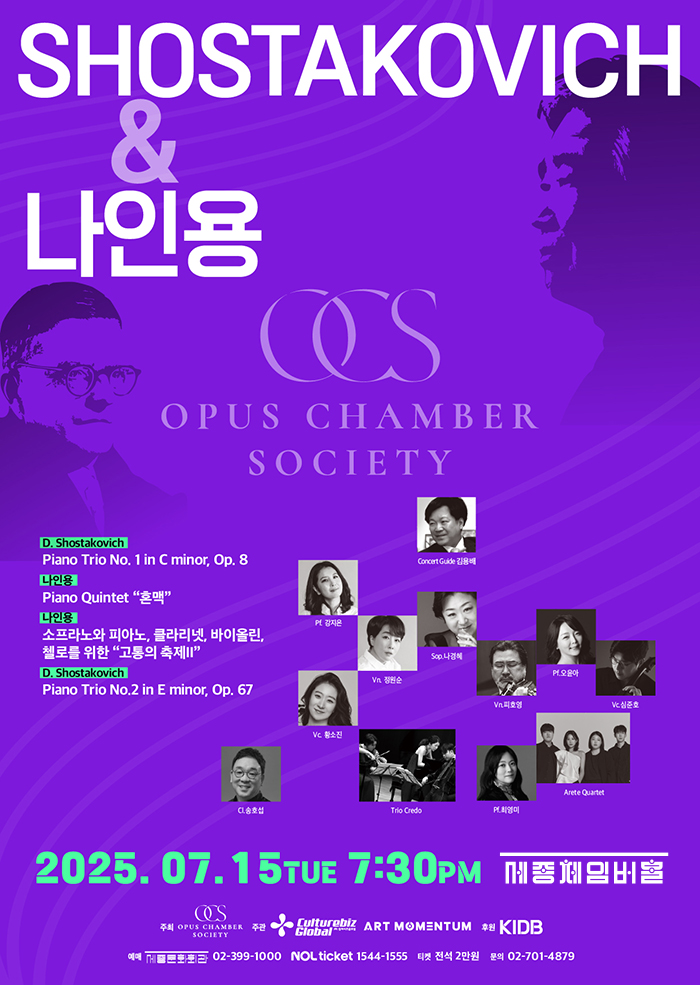 SHOSTAKOVICH
&
나인용
OCS
OPUS CHAMBER
SOCIETY
D. Shostakovich
Piano Trio No. 1 in C minor, Op. 8
나인용
Piano Quintet “혼맥”
나인용
소프라노와 피아노, 클라리넷, 바이올린,
첼로를 위한 “고통의 축제II”
D. Shostakovich
Piano Trio No.2 in E minor, Op. 67
Concert Guide 김용배
Pf. 강지은
Vn. 정원순
Sop.나경혜
Vn.피호영
Pf.오윤아
Vc.심준호
Vc. 황소진
Cl.송호섭
Trio Credo
Pf.최영미
Arete Quartet
2025. 07. 15TUE 7:30PM 세종체임버홀
주최 OCS OPUS CHAMBER SOCIETY 주관 Culturebiz Global ART MOMENTUM 후원 KIDB
예매 세종문화회관 02-399-1000 NOL ticket 1544-1555 티켓 전석 2만원 문의 02-701-4879